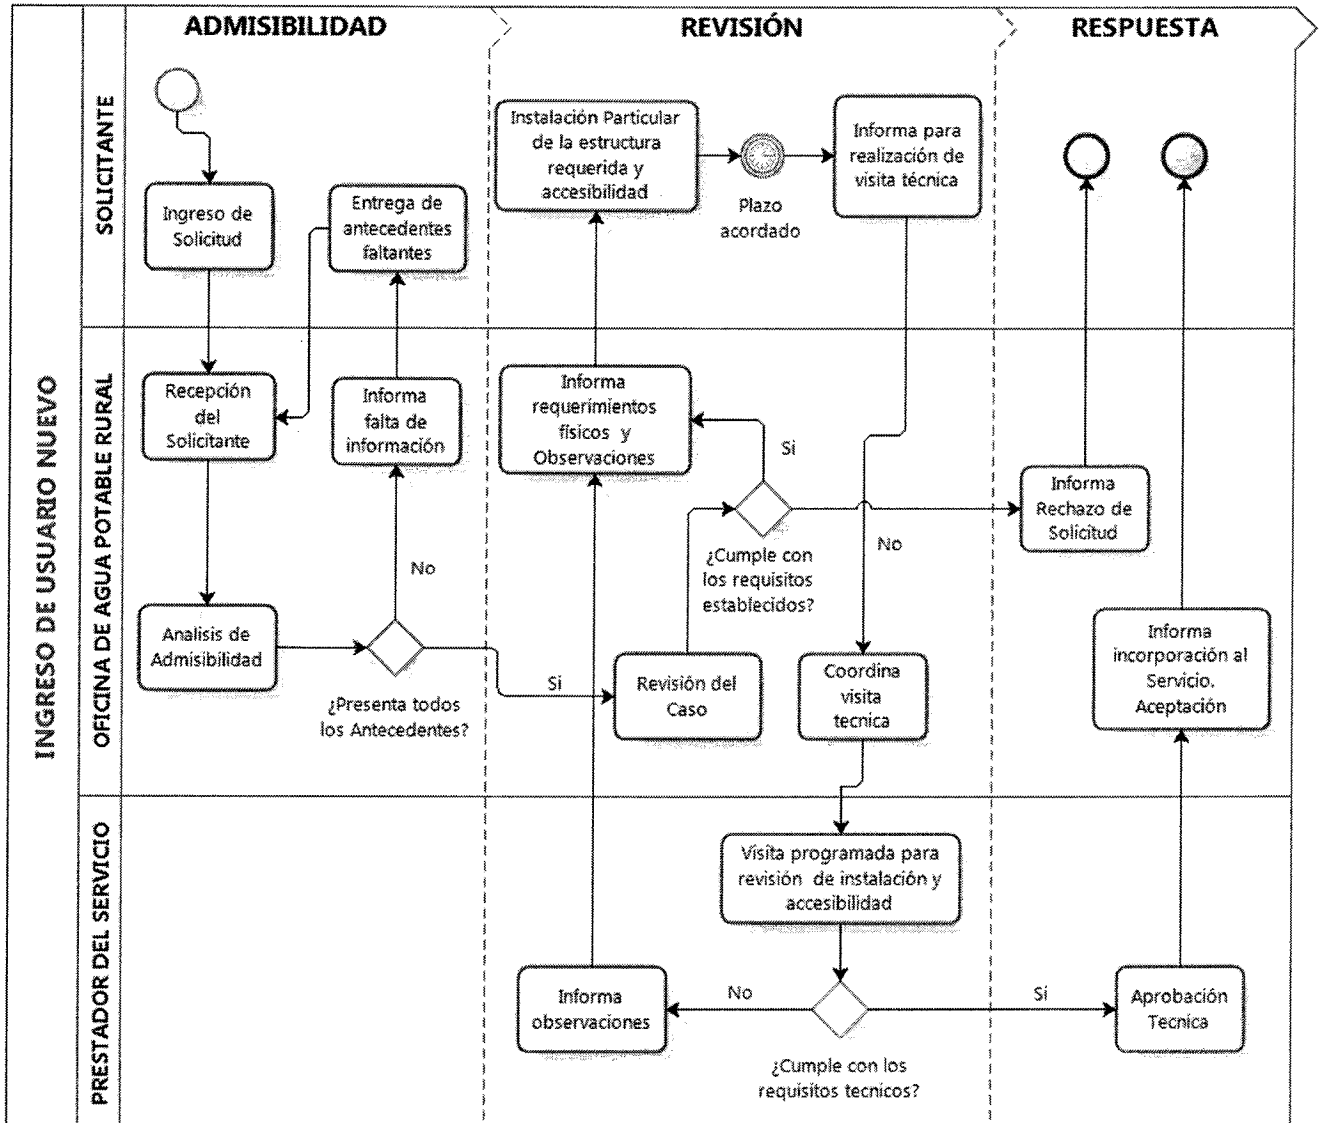 ADMISIBILIDAD
REVISIÓN
RESPUESTA
INGRESO DE USUARIO NUEVO
SOLICITANTE
Ingreso de
Solicitud
Entrega de
antecedentes
faltantes
Instalación Particular
de la estructura
requerida y
accesibilidad
Plazo
acordado
Informa para
realización de
visita técnica
OFICINA DE AGUA POTABLE RURAL
Recepción
del
Solicitante
Informa
falta de
información
No
Analisis de
Admisibilidad
¿Presenta todos
los Antecedentes?
Si
Informa
requerimientos
físicos y
Observaciones
Si
¿Cumple con
los requisitos
establecidos?
No
Revisión del
Caso
Coordina
visita
tecnica
Informa
Rechazo de
Solicitud
Informa
incorporación al
Servicio.
Aceptación
PRESTADOR DEL SERVICIO
Visita programada para
revisión de instalación y
accesibilidad
Informa
observaciones
No
Si
¿Cumple con los
requisitos tecnicos?
Aprobación
Tecnica